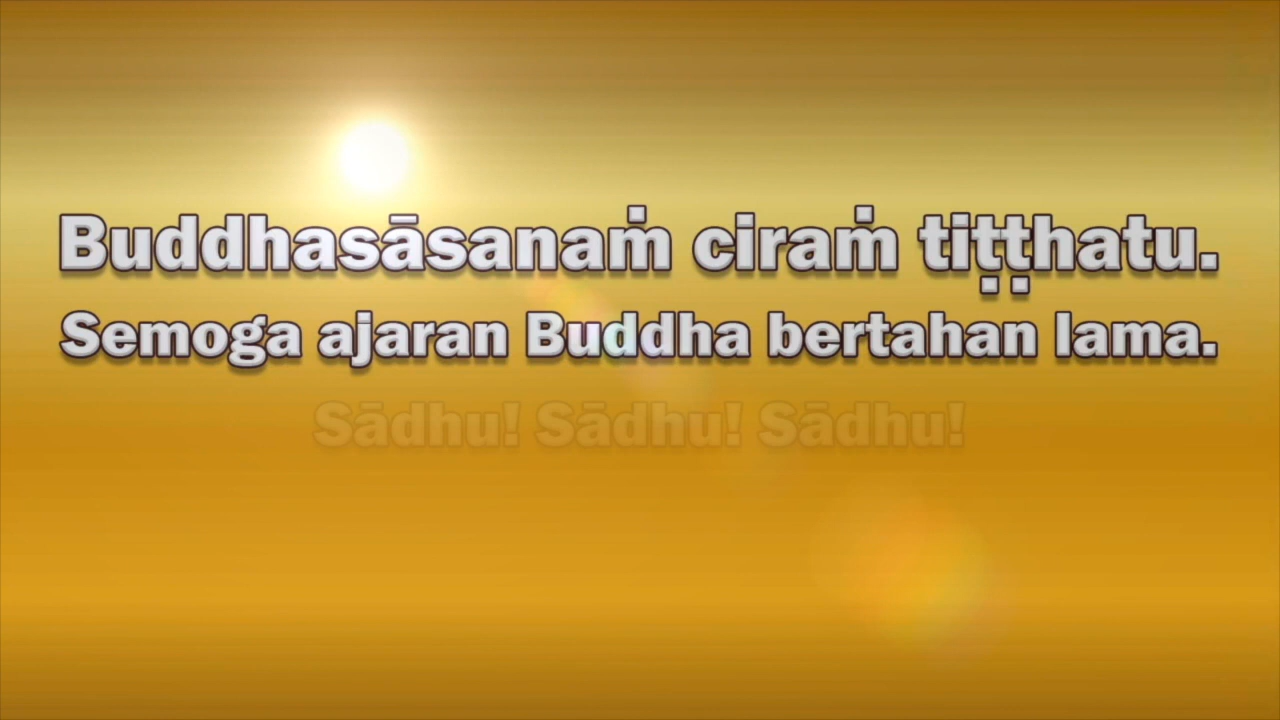 Buddhasāsanaṁ ciraṁ tiṭṭhatu.
Semoga ajaran Buddha bertahan lama.
Sādhu! Sādhu! Sādhu!